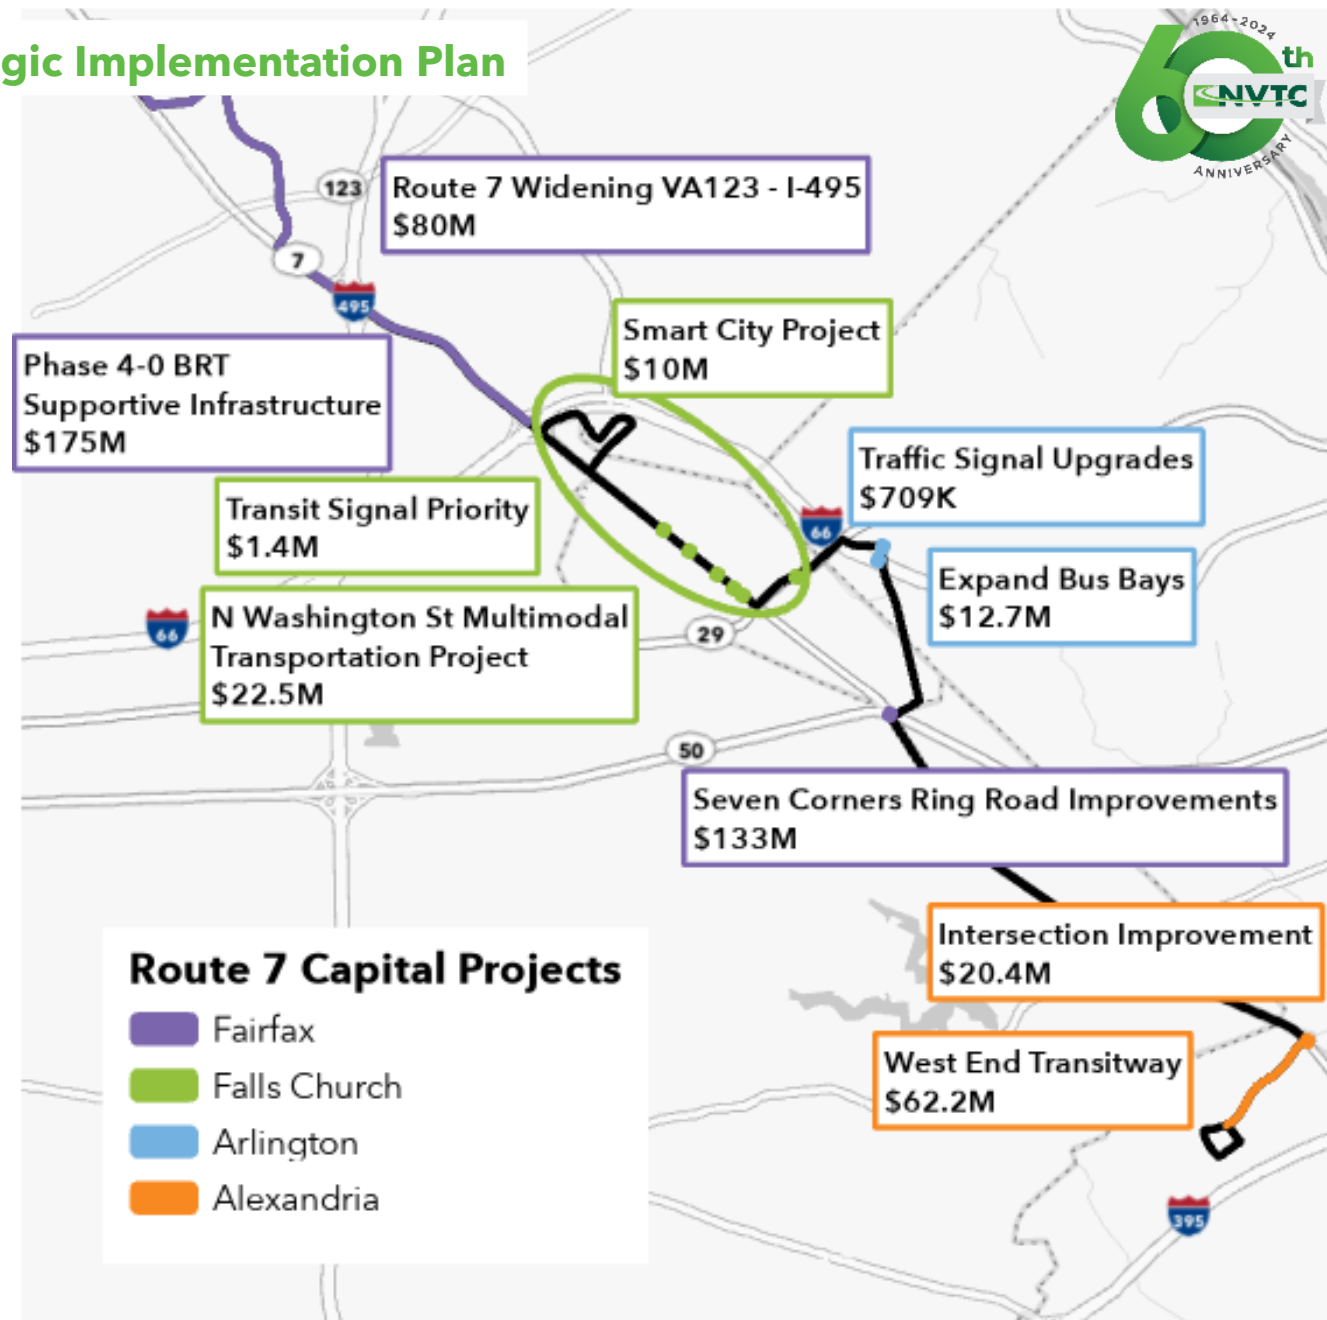 gic Implementation Plan
1964-2024
60th
NVTC
ANNIVERSARY
123
Route 7 Widening VA123 - I-495
$80M
7
495
Smart City Project
$10M
Phase 4-0 BRT
Supportive Infrastructure
$175M
Traffic Signal Upgrades
$709K
Transit Signal Priority
$1.4M
66
Expand Bus Bays
$12.7M
N Washington St Multimodal
Transportation Project
$22.5M
66
29
50
Seven Corners Ring Road Improvements
$133M
Intersection Improvement
$20.4M
West End Transitway
$62.2M
Route 7 Capital Projects
Fairfax
Falls Church
Arlington
Alexandria
395